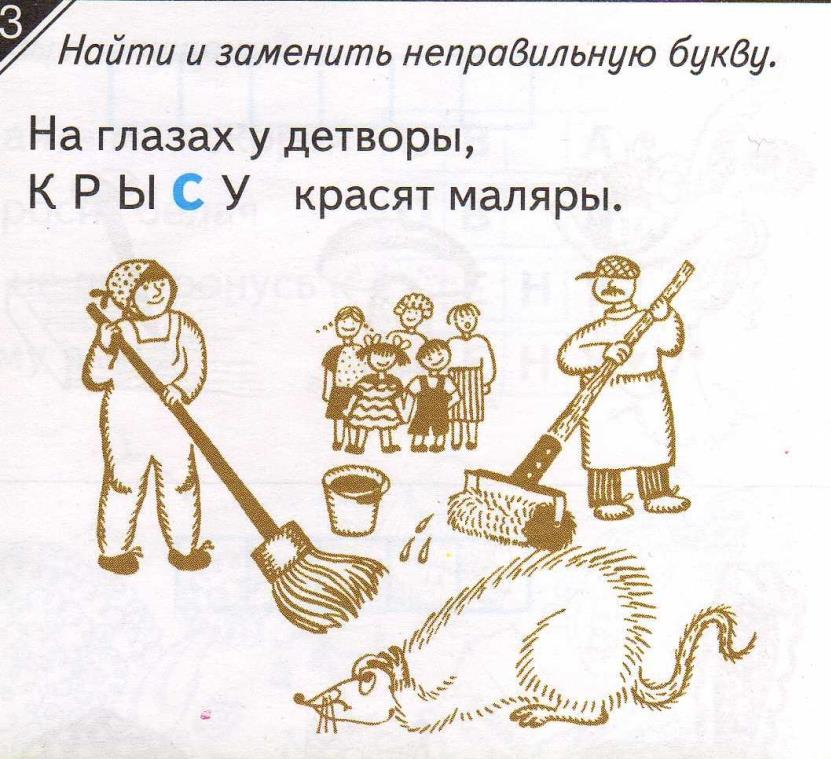 3
Найти и заменить неправильную букву.
На глазах у детворы,
К Р Ы С У красят маляры.